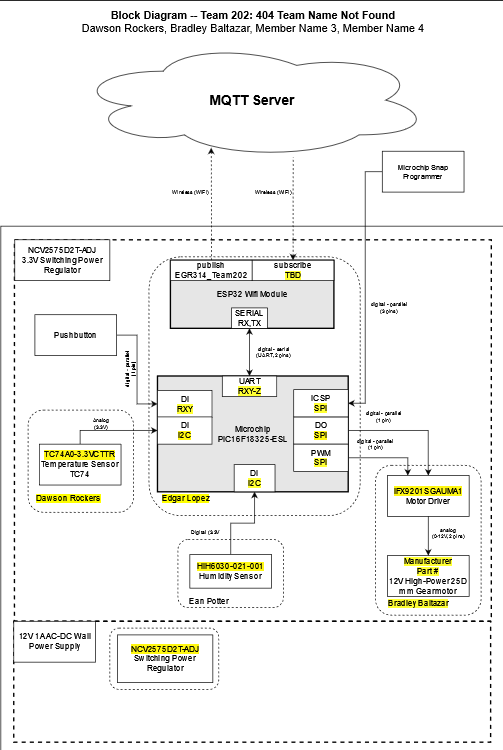 Block Diagram -- Team 202: 404 Team Name Not Found
Dawson Rockers, Bradley Baltazar, Member Name 3, Member Name 4
MQTT Server
Microchip Snap
Programmer
Wireless (WIFI)
Wireless (WIFI)
digital - parallel
(3 pins)
NCV2575D2T-ADJ
3.3V Switching Power
Regulator
publish
EGR314_Team202
subscribe
TBD
ESP32 Wifi Module
SERIAL
RX,TX
Pushbutton
digital - parallel
(1 pin)
digital - serial
(UART, 2 pins)
UART
RXY-Z
DI
RXY
DI
I2C
Microchip
PIC16F18325-ESL
ICSP
SPI
DO
SPI
PWM
SPI
DI
I2C
digital - parallel
(1 pin)
digital - parallel
(1 pin)
Analog
(3.3V)
TC74A0-3.3VCTTR
Temperature Sensor
TC74
Dawson Rockers
Edgar Lopez
IFX9201SGAUMA1
Motor Driver
analog
(0-12V, 2 pins)
Digital (3.3V
HIH6030-021-001
Humidity Sensor
Ean Potter
Manufacturer
Part #
12V High-Power 25D
mm Gearmotor
Bradley Baltazar
12V 1A AC-DC Wall
Power Supply
NCV2575D2T-ADJ
Switching Power
Regulator